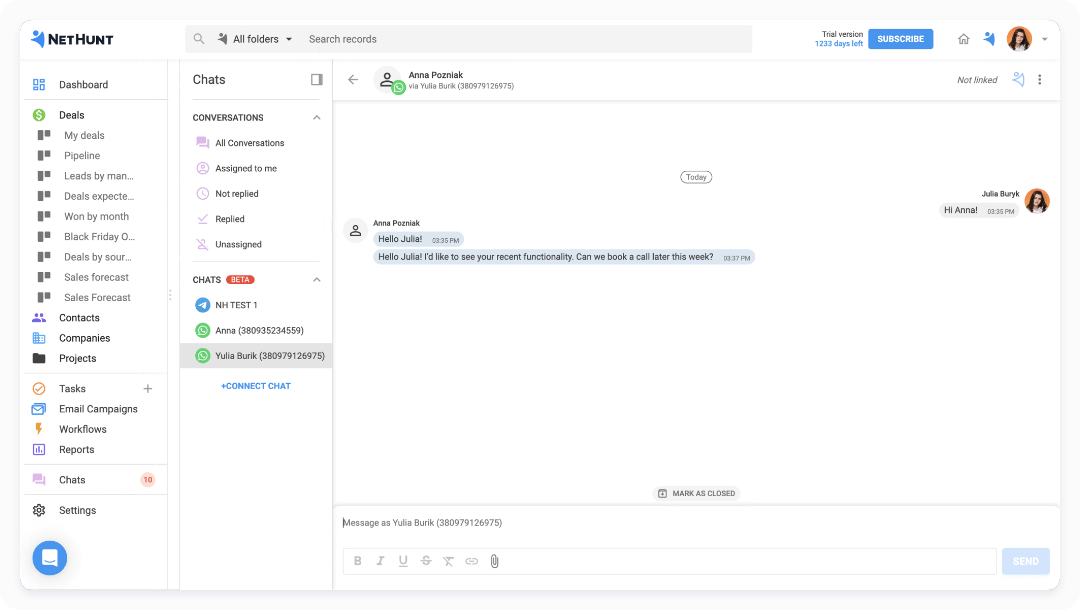 NETHUNT
All folders
Search records
Trial version
1233 days left
SUBSCRIBE
Dashboard
Deals
My deals
Pipeline
Leads by man...
Deals expecte...
Won by month
Black Friday O...
Deals by sour...
Sales forecast
Sales Forecast
Contacts
Companies
Projects
Tasks
Email Campaigns
Workflows
Reports
Chats 10
Settings
Chats
CONVERSATIONS
All Conversations
Assigned to me
Not replied
Replied
Unassigned
CHATS BETA
NH TEST 1
Anna (380935234559)
Yulia Burik (380979126975)
+CONNECT CHAT
Anna Pozniak
via Yulia Burik (380979126975)
Not linked
Today
Julia Buryk
Hi Anna! 03:35 PM
Anna Pozniak
Hello Julia! 03:35 PM
Hello Julia! I'd like to see your recent functionality. Can we book a call later this week? 03:37 PM
MARK AS CLOSED
Message as Yulia Burik (380979126975)
B I U S
SEND